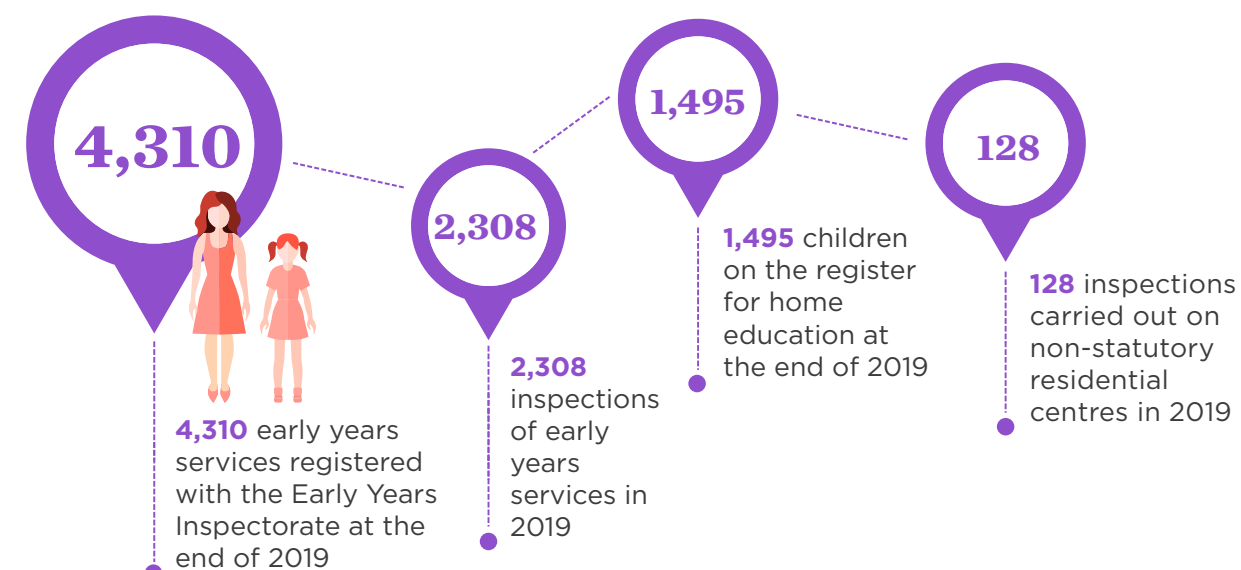 4,310
4,310 early years
services registered
with the Early Years
Inspectorate at the
end of 2019
2,308
2,308
inspections
of early
years
services in
2019
1,495
1,495 children
on the register
for home
education at
the end of 2019
128
128 inspections
carried out on
non-statutory
residential
centres in 2019